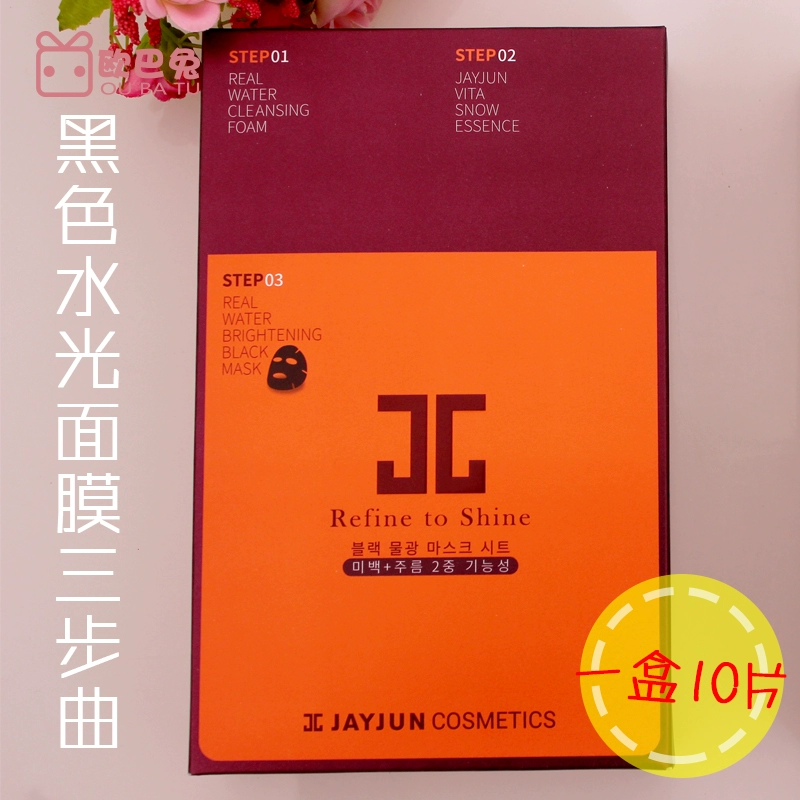 欧巴兔
OU BA TU
黑色水光面膜三步曲
STEP01
REAL
WATER
CLEANSING
FOAM
STEP02
JAYJUN
VITA
SNOW
ESSENCE
STEP03
REAL
WATER
BRIGHTENING
BLACK
MASK
Refine to Shine
블랙 물광 마스크 시트
미백+주름 2중 기능성
JAYJUN COSMETICS
一盒10片